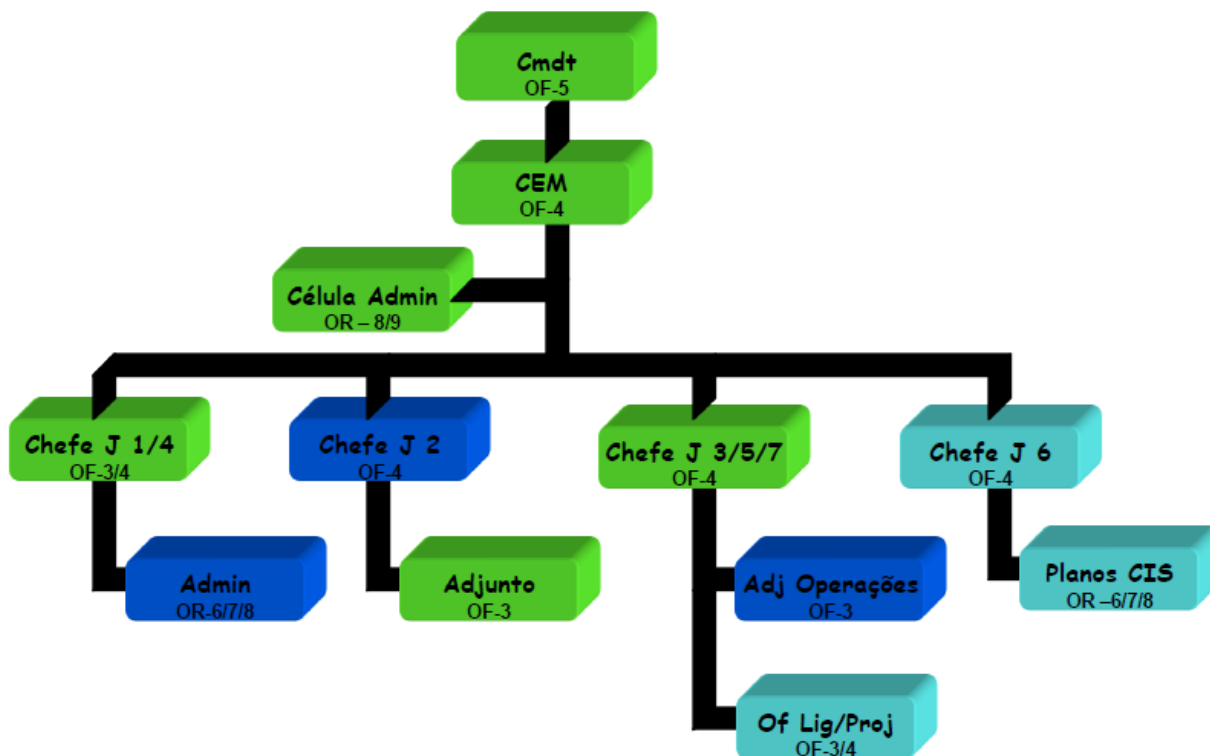 Cmdt
OF-5
CEM
OF-4
Célula Admin
OR – 8/9
Chefe J 1/4
OF-3/4
Chefe J 2
OF-4
Chefe J 3/5/7
OF-4
Chefe J 6
OF-4
Admin
OR-6/7/8
Adjunto
OF-3
Adj Operações
OF-3
Planos CIS
OR –6/7/8
Of Lig/Proj
OF-3/4